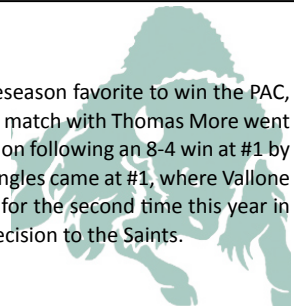 eseason favorite to win the PAC,
match with Thomas More went
on following an 8-4 win at #1 by
ngles came at #1, where Vallone
for the second time this year in
ecision to the Saints.